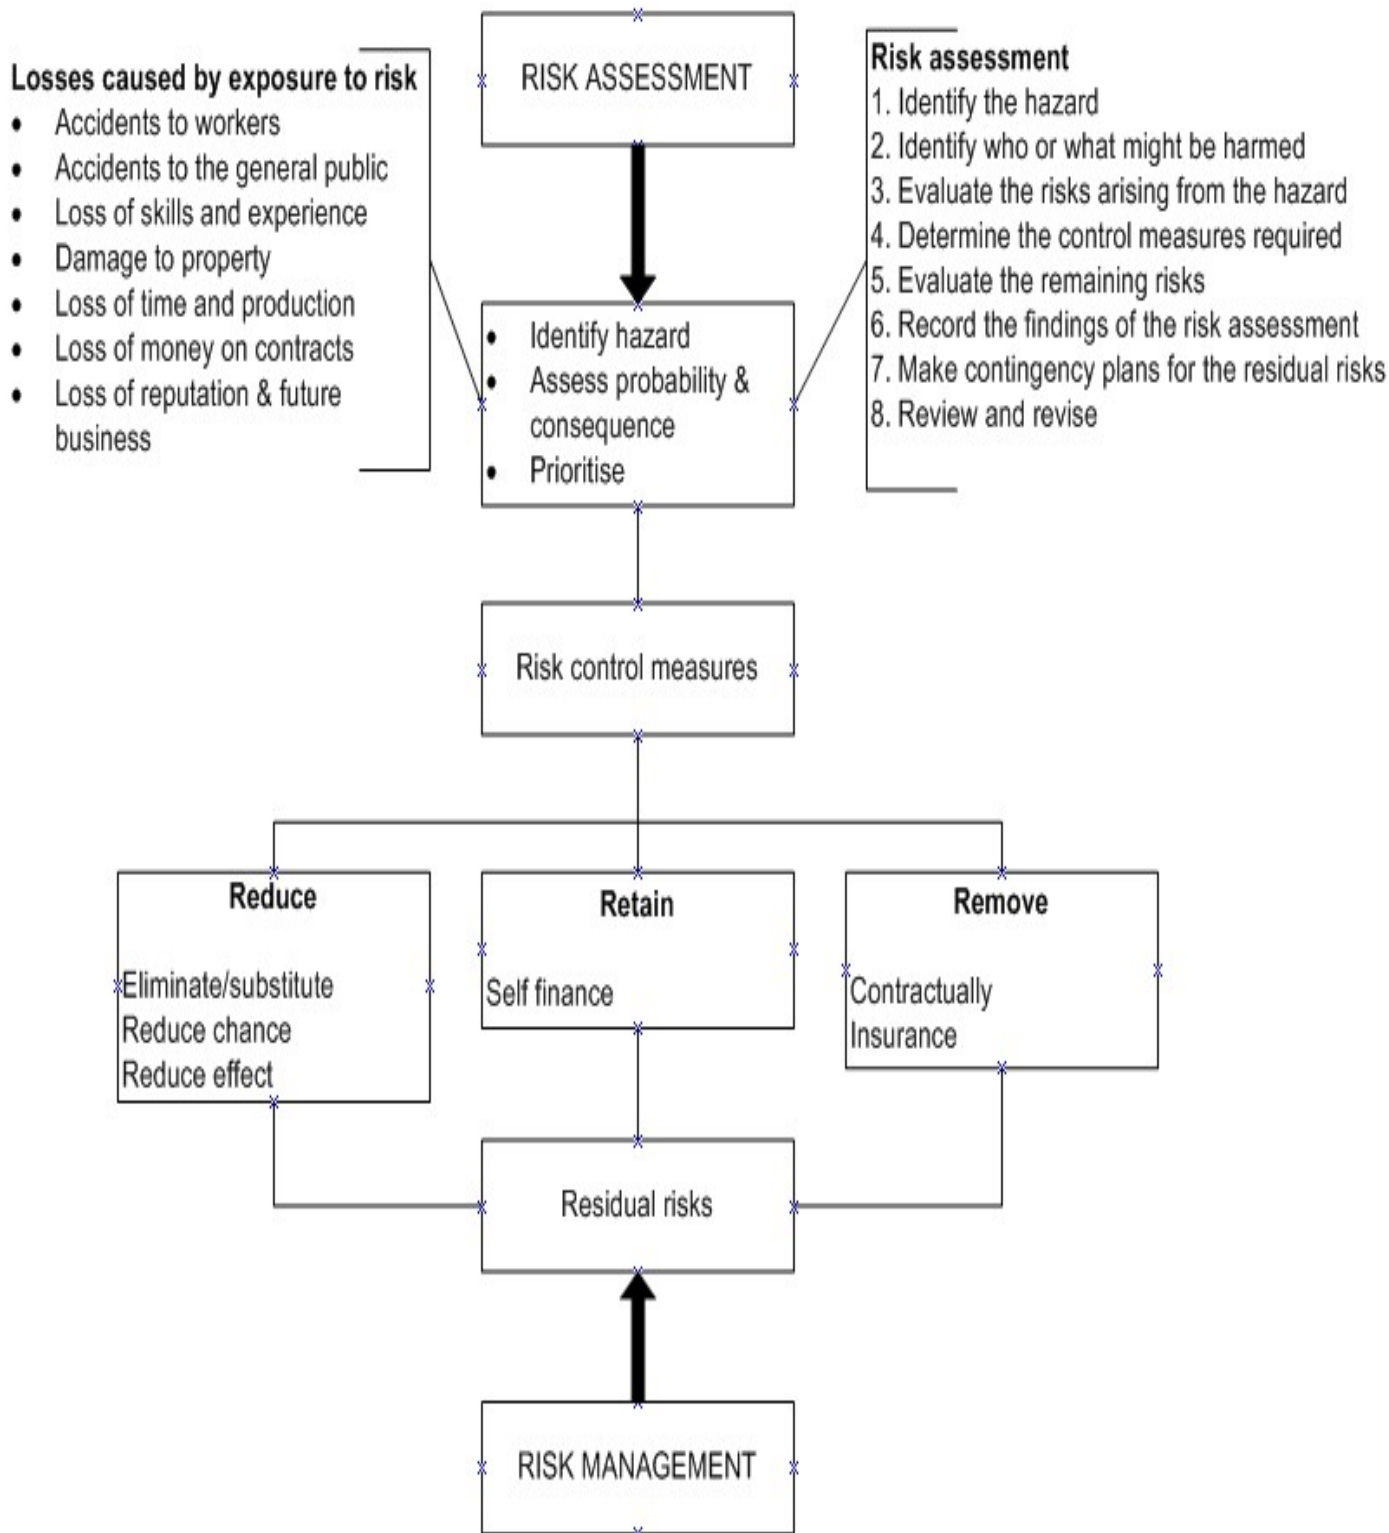 RISK ASSESSMENT
Losses caused by exposure to risk
• Accidents to workers
• Accidents to the general public
• Loss of skills and experience
• Damage to property
• Loss of time and production
• Loss of money on contracts
• Loss of reputation & future
business
Risk assessment
1. Identify the hazard
2. Identify who or what might be harmed
3. Evaluate the risks arising from the hazard
4. Determine the control measures required
5. Evaluate the remaining risks
6. Record the findings of the risk assessment
7. Make contingency plans for the residual risks
8. Review and revise
• Identify hazard
• Assess probability &
consequence
• Prioritise
Risk control measures
Reduce
Eliminate/substitute
Reduce chance
Reduce effect
Retain
Self finance
Remove
Contractually
Insurance
Residual risks
RISK MANAGEMENT